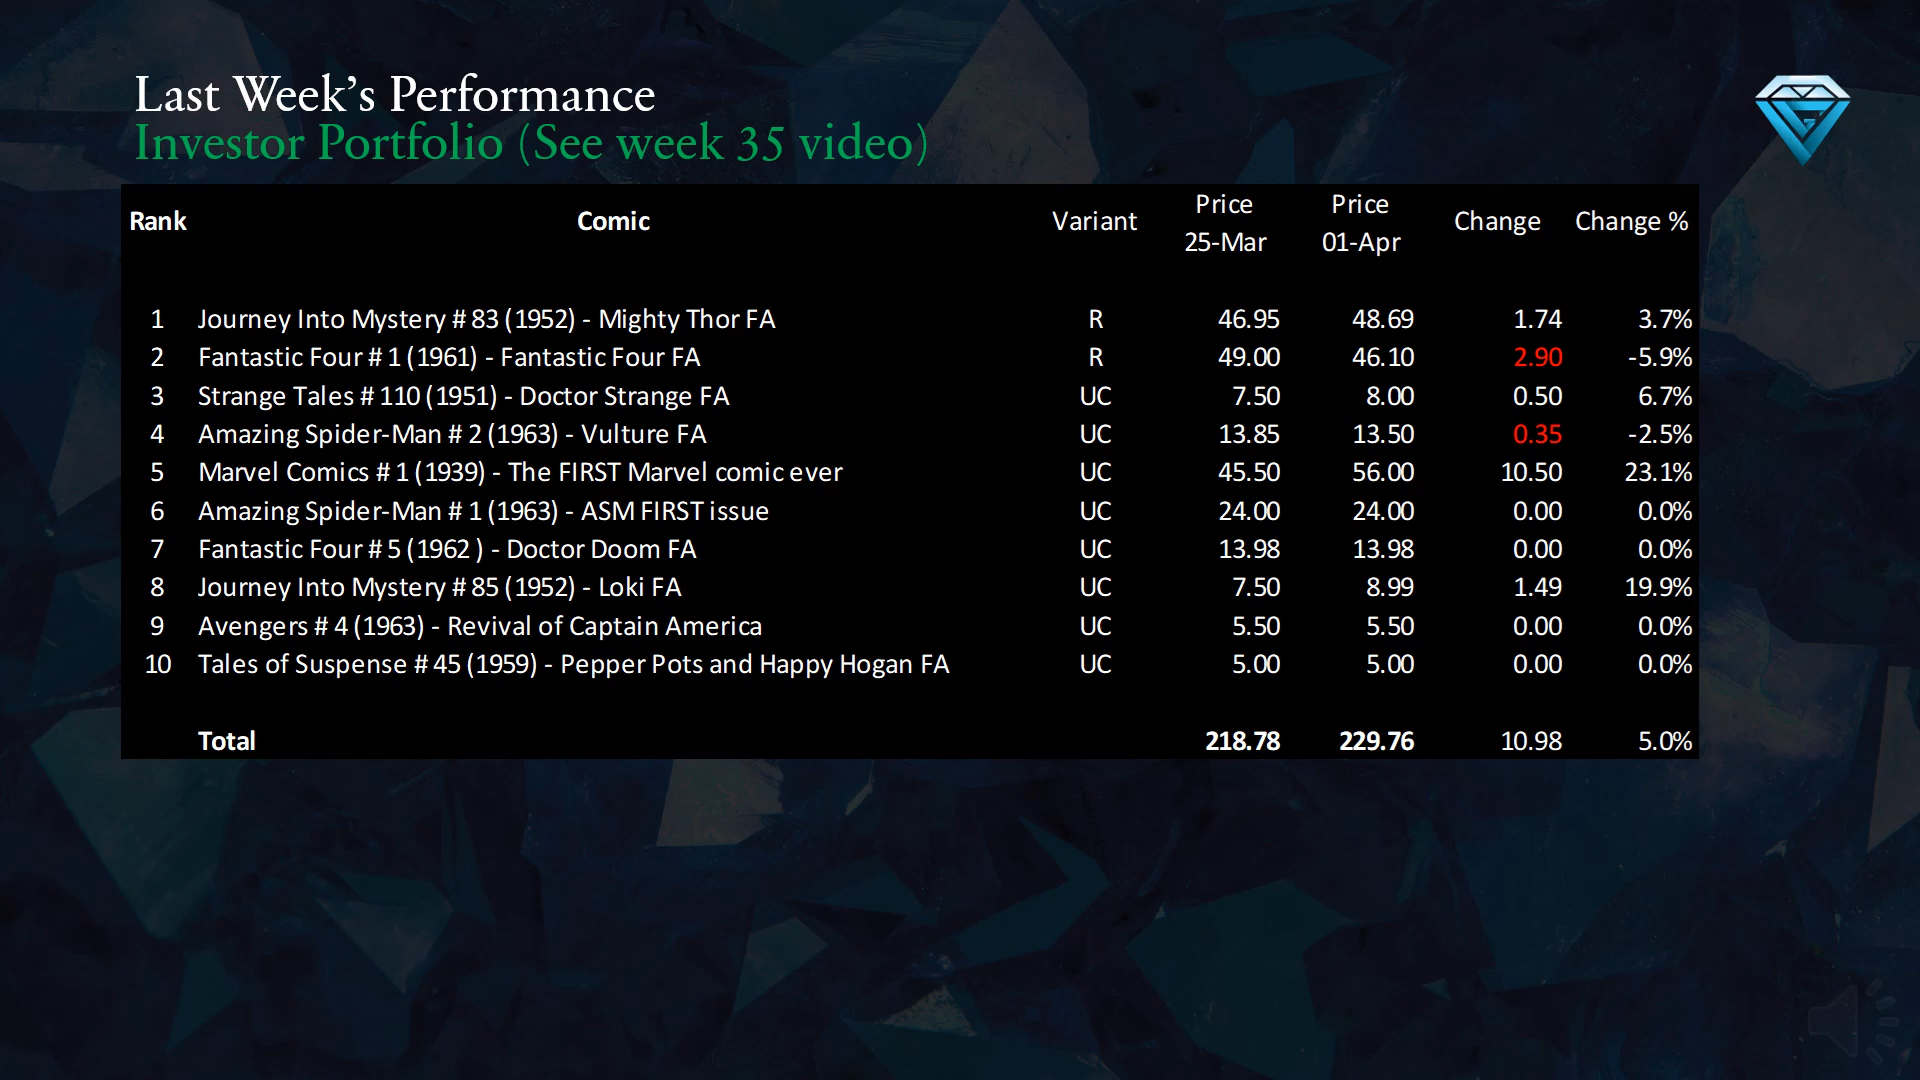 Last Week's Performance
Investor Portfolio (See week 35 video)
Rank Comic Variant Price 25-Mar Price 01-Apr Change Change %
1 Journey Into Mystery # 83 (1952) - Mighty Thor FA R 46.95 48.69 1.74 3.7%
2 Fantastic Four # 1 (1961) - Fantastic Four FA R 49.00 46.10 2.90 -5.9%
3 Strange Tales # 110 (1951) - Doctor Strange FA UC 7.50 8.00 0.50 6.7%
4 Amazing Spider-Man # 2 (1963) - Vulture FA UC 13.85 13.50 0.35 -2.5%
5 Marvel Comics # 1 (1939) - The FIRST Marvel comic ever UC 45.50 56.00 10.50 23.1%
6 Amazing Spider-Man # 1 (1963) - ASM FIRST issue UC 24.00 24.00 0.00 0.0%
7 Fantastic Four # 5 (1962 ) - Doctor Doom FA UC 13.98 13.98 0.00 0.0%
8 Journey Into Mystery # 85 (1952) - Loki FA UC 7.50 8.99 1.49 19.9%
9 Avengers # 4 (1963) - Revival of Captain America UC 5.50 5.50 0.00 0.0%
10 Tales of Suspense # 45 (1959) - Pepper Pots and Happy Hogan FA UC 5.00 5.00 0.00 0.0%
Total 218.78 229.76 10.98 5.0%